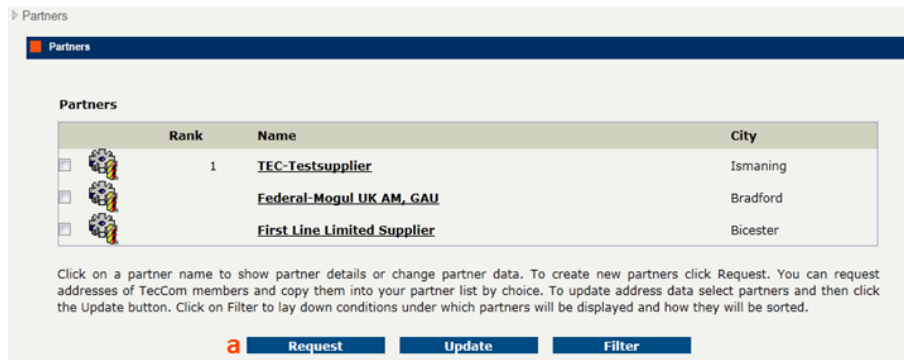 Partners
Partners
Partners
Rank Name City
1 TEC-Testsupplier Ismaning
Federal-Mogul UK AM, GAU Bradford
First Line Limited Supplier Bicester
Click on a partner name to show partner details or change partner data. To create new partners click Request. You can request
addresses of TecCom members and copy them into your partner list by choice. To update address data select partners and then click
the Update button. Click on Filter to lay down conditions under which partners will be displayed and how they will be sorted.
a Request Update Filter